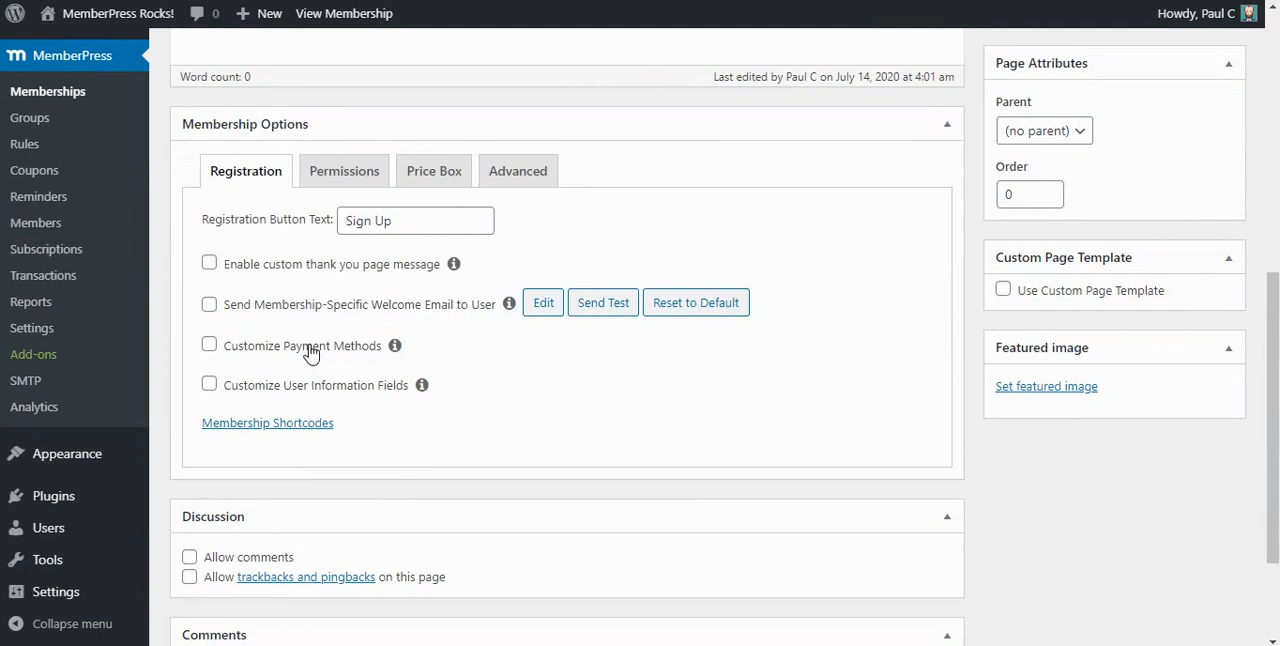 MemberPress Rocks! 0 New View Membership Howdy, Paul C
MemberPress
Memberships
Groups
Rules
Coupons
Reminders
Members
Subscriptions
Transactions
Reports
Settings
Add-ons
SMTP
Analytics
Appearance
Plugins
Users
Tools
Settings
Collapse menu
Word count: 0 Last edited by Paul C on July 14, 2020 at 4:01 am
Membership Options
Registration Permissions Price Box Advanced
Registration Button Text: Sign Up
Enable custom thank you page message
Send Membership-Specific Welcome Email to User Edit Send Test Reset to Default
Customize Payment Methods
Customize User Information Fields
Membership Shortcodes
Discussion
Allow comments
Allow trackbacks and pingbacks on this page
Comments
Page Attributes
Parent
(no parent)
Order
0
Custom Page Template
Use Custom Page Template
Featured image
Set featured image